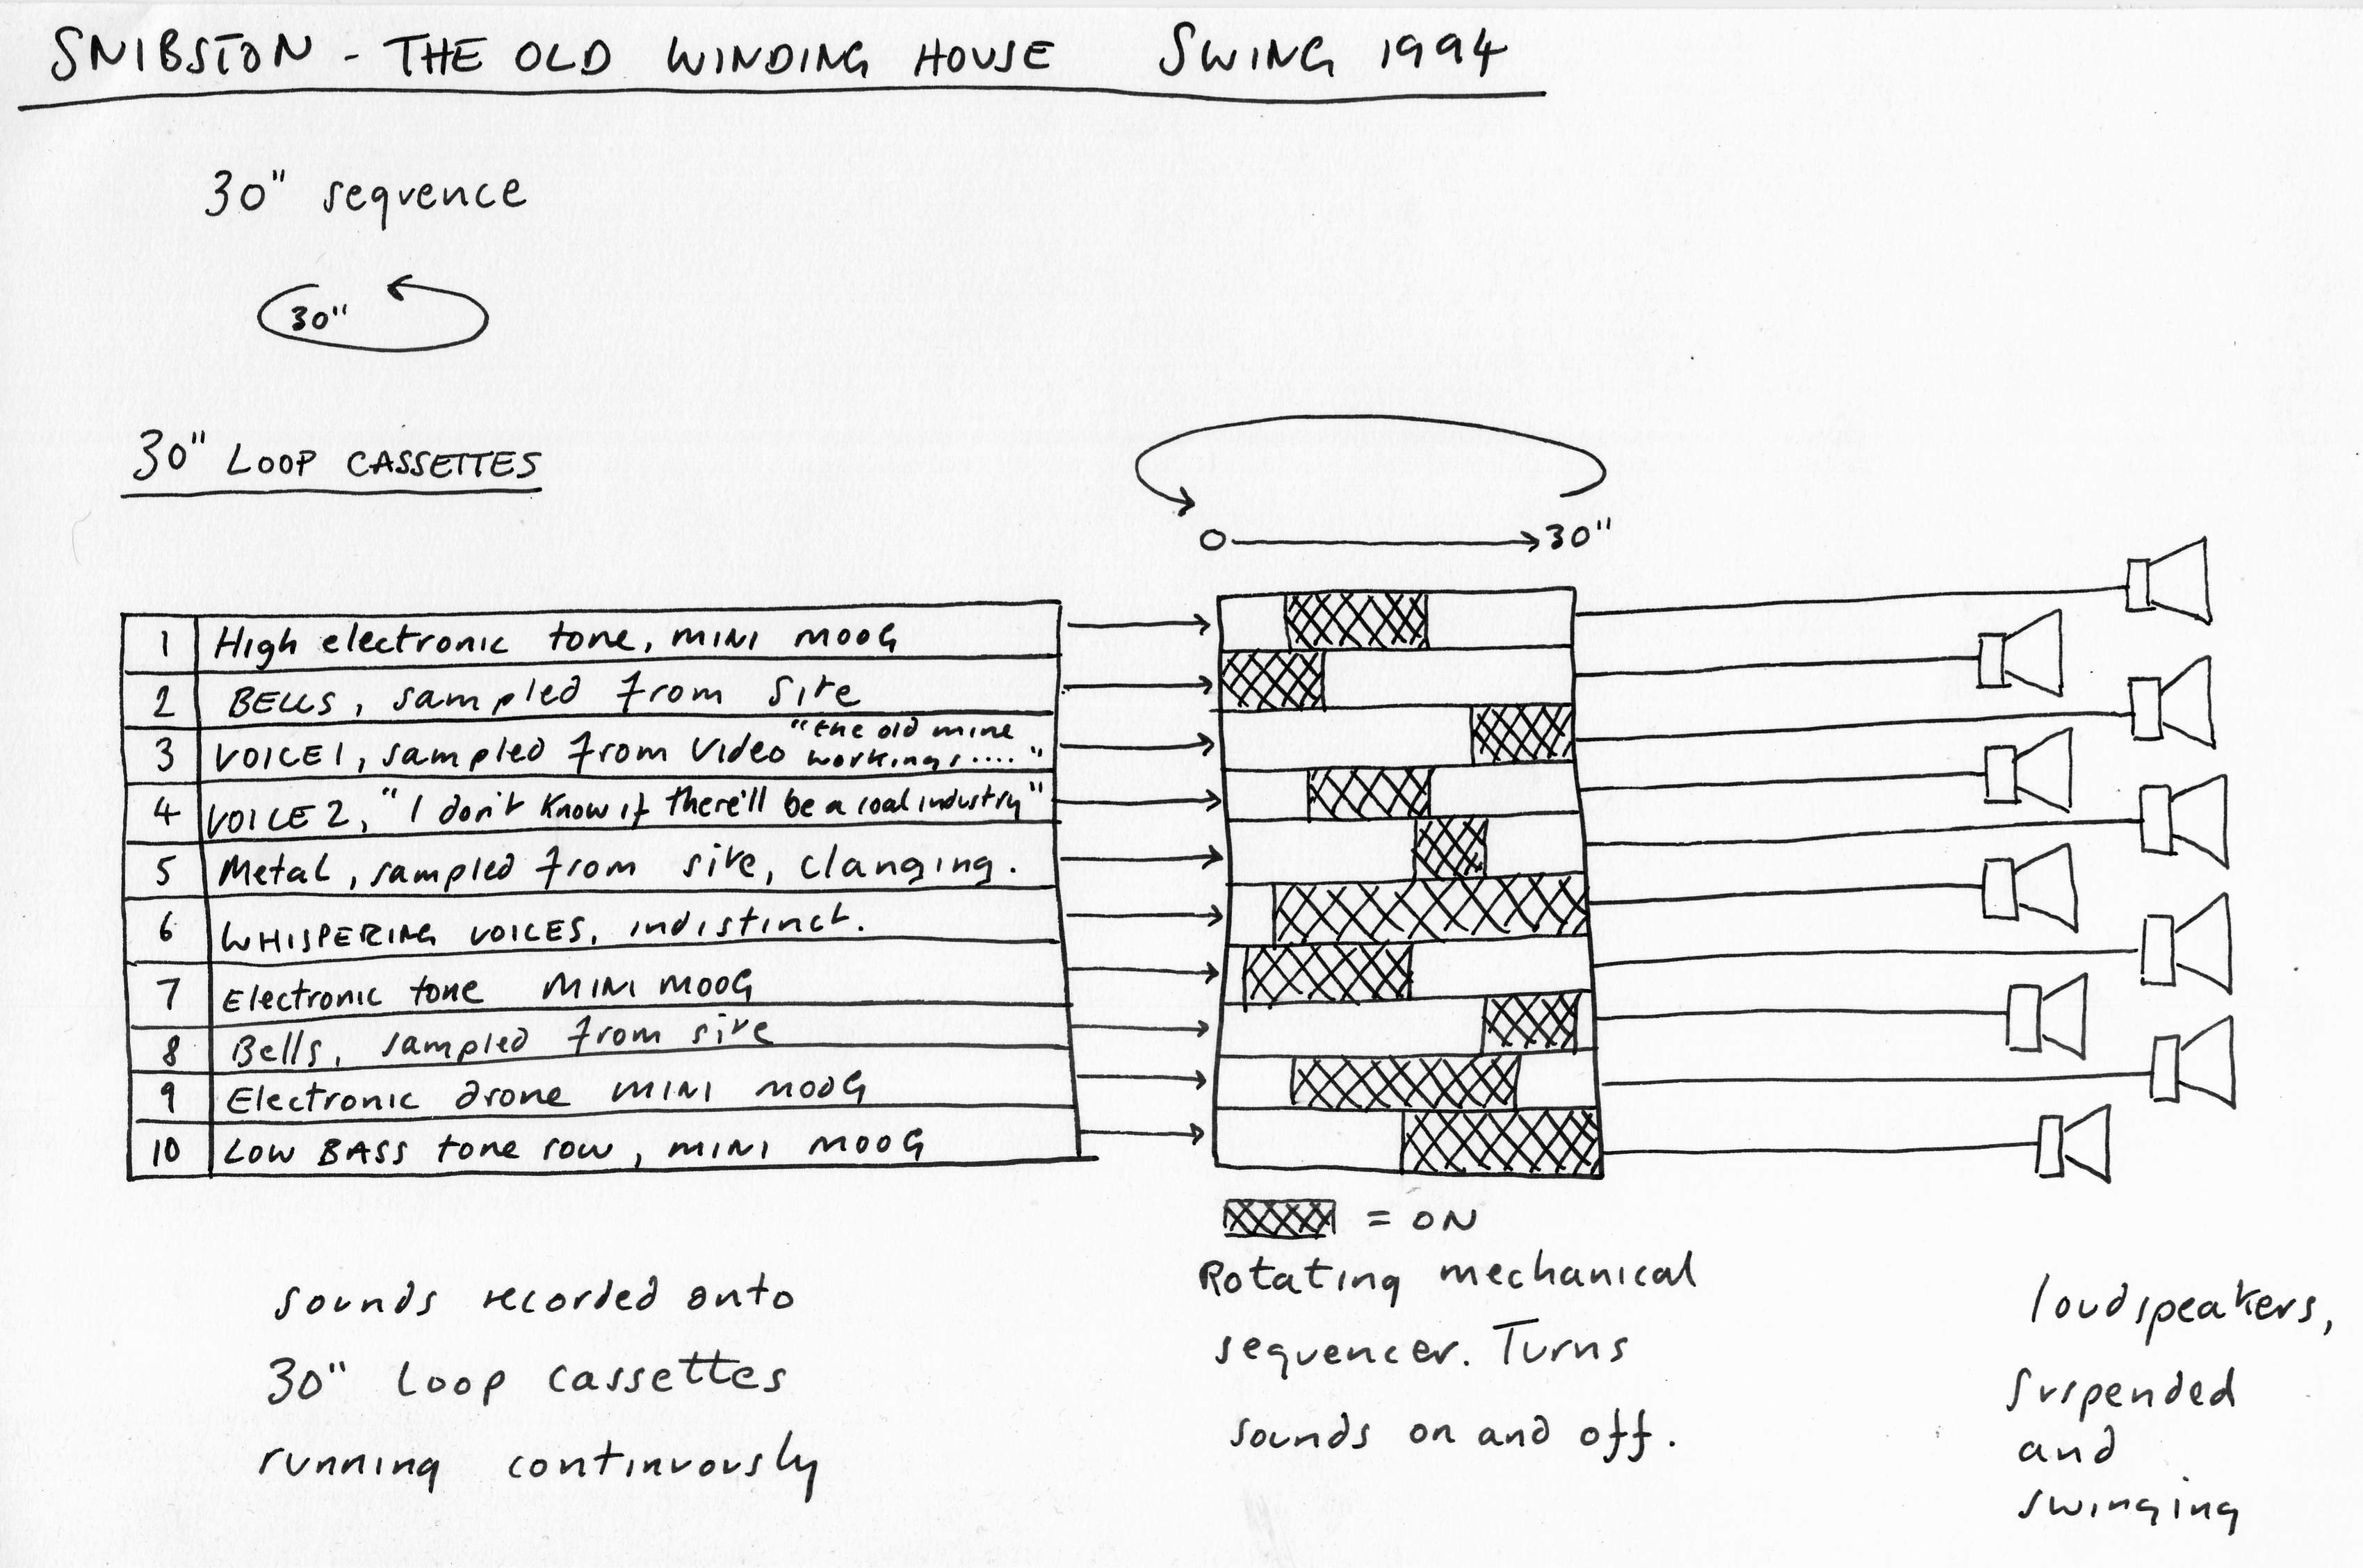 SNIBSTON - THE OLD WINDING HOUSE SWING 1994
30" sequence
30"
30" LOOP CASSETTES
0 30"
1 High electronic tone, MINI MOOG
2 BELLS, sampled from site
3 VOICE 1, sampled from video "the old mine workings...."
4 VOICE 2, "I don't know if there'll be a coal industry"
5 Metal, sampled from site, clanging.
6 WHISPERING VOICES, indistinct.
7 Electronic tone MINI MOOG
8 Bells, sampled from site
9 Electronic drone MINI MOOG
10 LOW BASS tone row, MINI MOOG
= ON
sounds recorded onto
30" Loop cassettes
running continuously
Rotating mechanical
sequencer. Turns
sounds on and off.
loudspeakers,
suspended
and
swinging